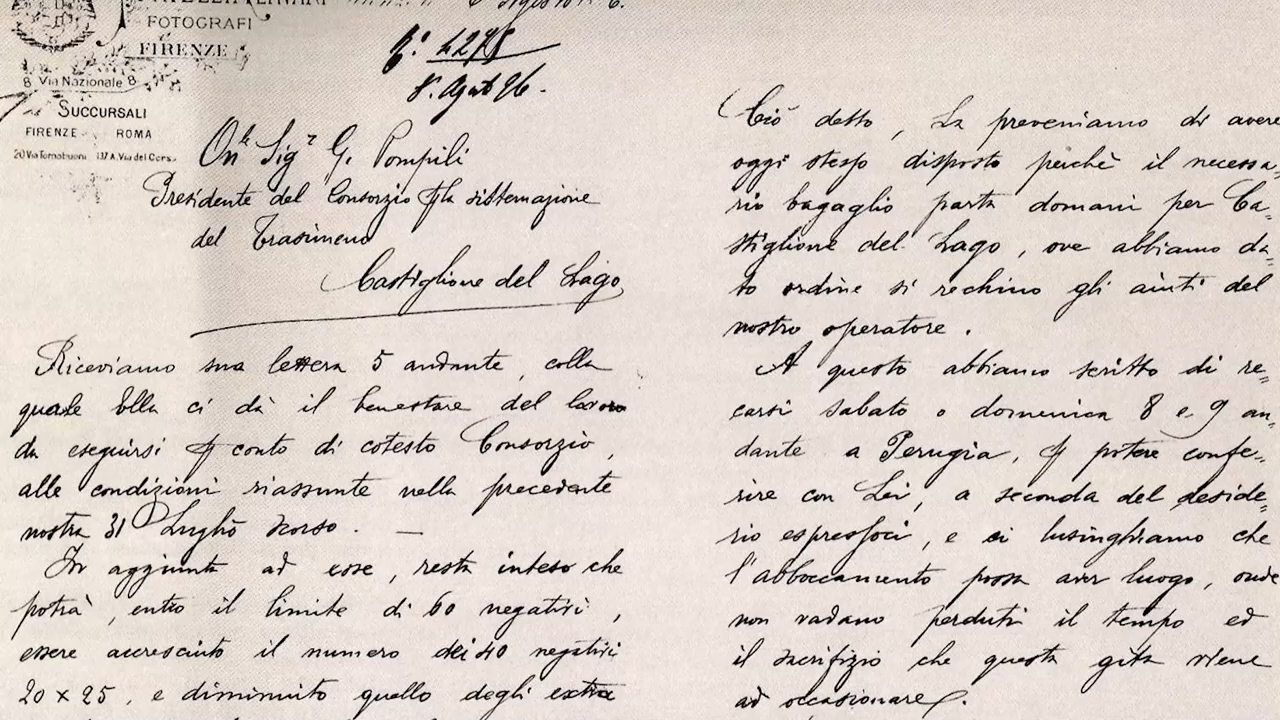 FOTOGRAFI
FIRENZE
8 Via Nazionale 8
SUCCURSALI
FIRENZE - ROMA
20 Via Tornabuoni 137 A. Via del Corso
8. Agosto 96.
On.le Sig.r G. Pompili
Presidente del Consorzio p la sistemazione
del Trasimeno
Castiglione del Lago
Riceviamo sua lettera 5 andante, colla
quale Ella ci dà il benestare del lavoro
da eseguirsi p conto di cotesto Consorzio,
alle condizioni riassunte nella precedente
nostra 31 Luglio scorso. —
In aggiunta ad esse, resta inteso che
potrà, entro il limite di 60 negativi,
essere accresciuto il numero dei 40 negativi
20 x 25, e diminuito quello degli extra
Ciò detto, La preveniamo di avere
oggi stesso disposto perchè il necessa=
rio bagaglio parta domani per Ca=
stiglione del Lago, ove abbiamo da=
to ordine si rechino gli aiuti del
nostro operatore.
A questo abbiamo scritto di re=
carsi sabato o domenica 8 e 9 an=
dante a Perugia, p potere confe=
rire con Lei, a seconda del deside=
rio espressoci, e ci lusinghiamo che
l'abboccamento possa aver luogo, onde
non vadano perduti il tempo ed
il sacrifizio che questa gita viene
ad occasionare.